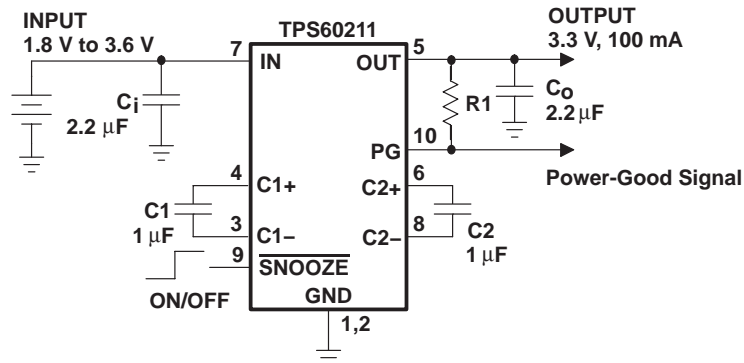 INPUT
1.8 V to 3.6 V
TPS60211
OUTPUT
3.3 V, 100 mA
7
IN
OUT
5
Ci
2.2 μF
R1
Co
2.2 μF
PG
10
Power-Good Signal
4
C1+
C2+
6
C1
1 μF
3
C1–
C2–
8
C2
1 μF
9
SNOOZE
ON/OFF
GND
1,2